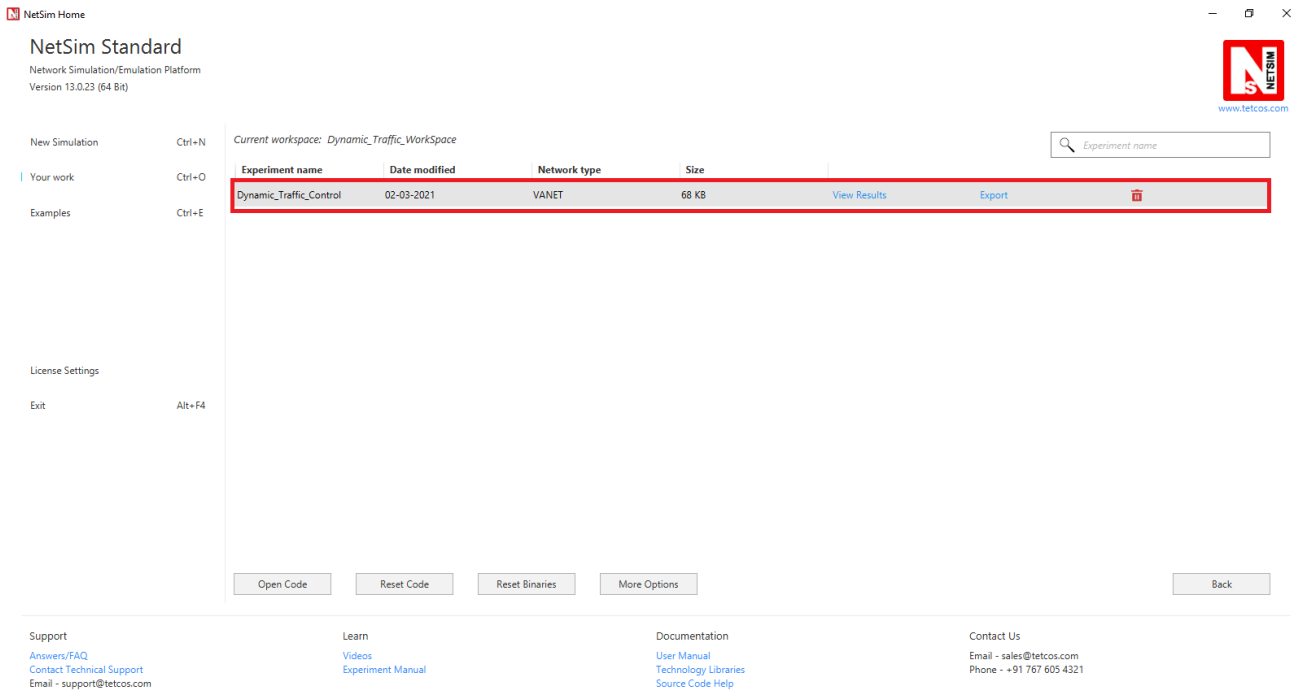 NetSim Home
NetSim Standard
Network Simulation/Emulation Platform
Version 13.0.23 (64 Bit)
NETSIM
www.tetcos.com
New Simulation Ctrl+N
Your work Ctrl+O
Examples Ctrl+E
License Settings
Exit Alt+F4
Current workspace: Dynamic_Traffic_WorkSpace
Experiment name
Experiment name Date modified Network type Size
Dynamic_Traffic_Control 02-03-2021 VANET 68 KB View Results Export
Open Code Reset Code Reset Binaries More Options Back
Support
Answers/FAQ
Contact Technical Support
Email - support@tetcos.com
Learn
Videos
Experiment Manual
Documentation
User Manual
Technology Libraries
Source Code Help
Contact Us
Email - sales@tetcos.com
Phone - +91 767 605 4321